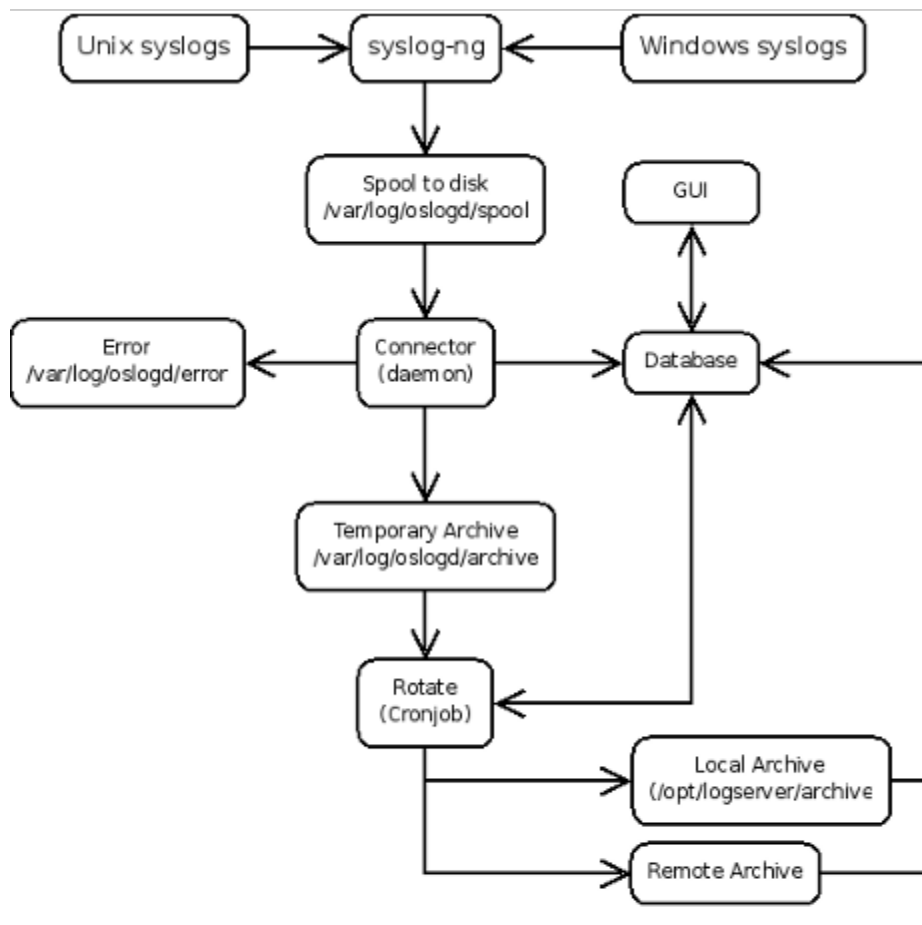 Unix syslogs
syslog-ng
Windows syslogs
Spool to disk
/var/log/oslogd/spool
GUI
Error
/var/log/oslogd/error
Connector
(daemon)
Database
Temporary Archive
/var/log/oslogd/archive
Rotate
(Cronjob)
Local Archive
(/opt/logserver/archive
Remote Archive